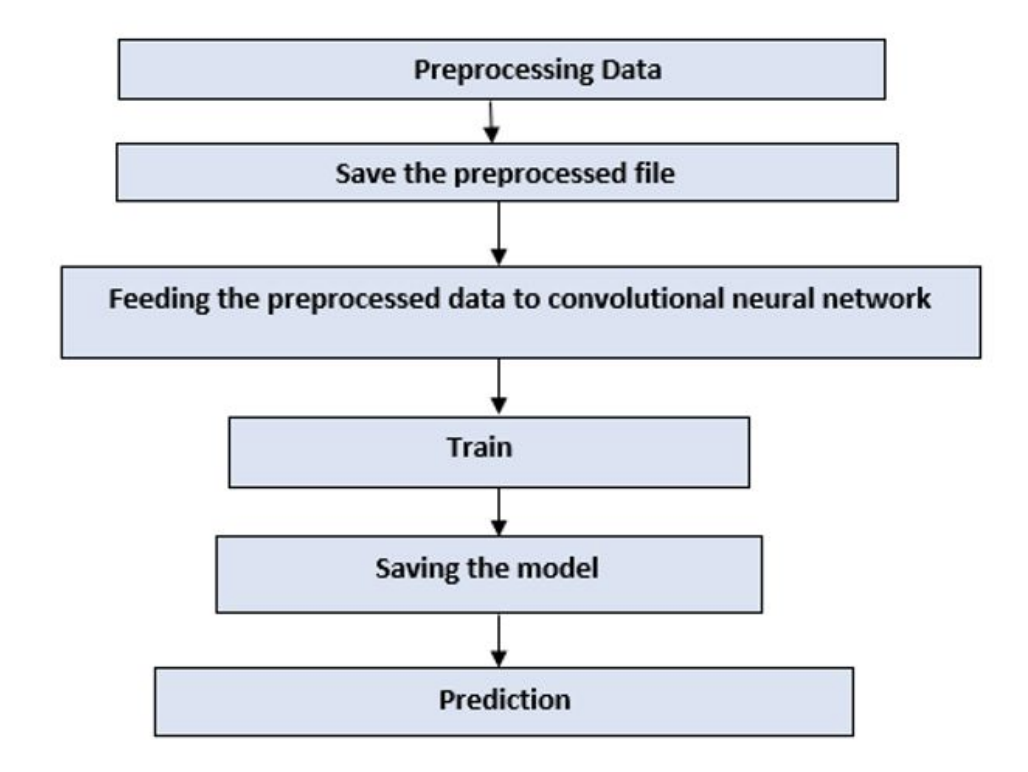 Preprocessing Data
Save the preprocessed file
Feeding the preprocessed data to convolutional neural network
Train
Saving the model
Prediction